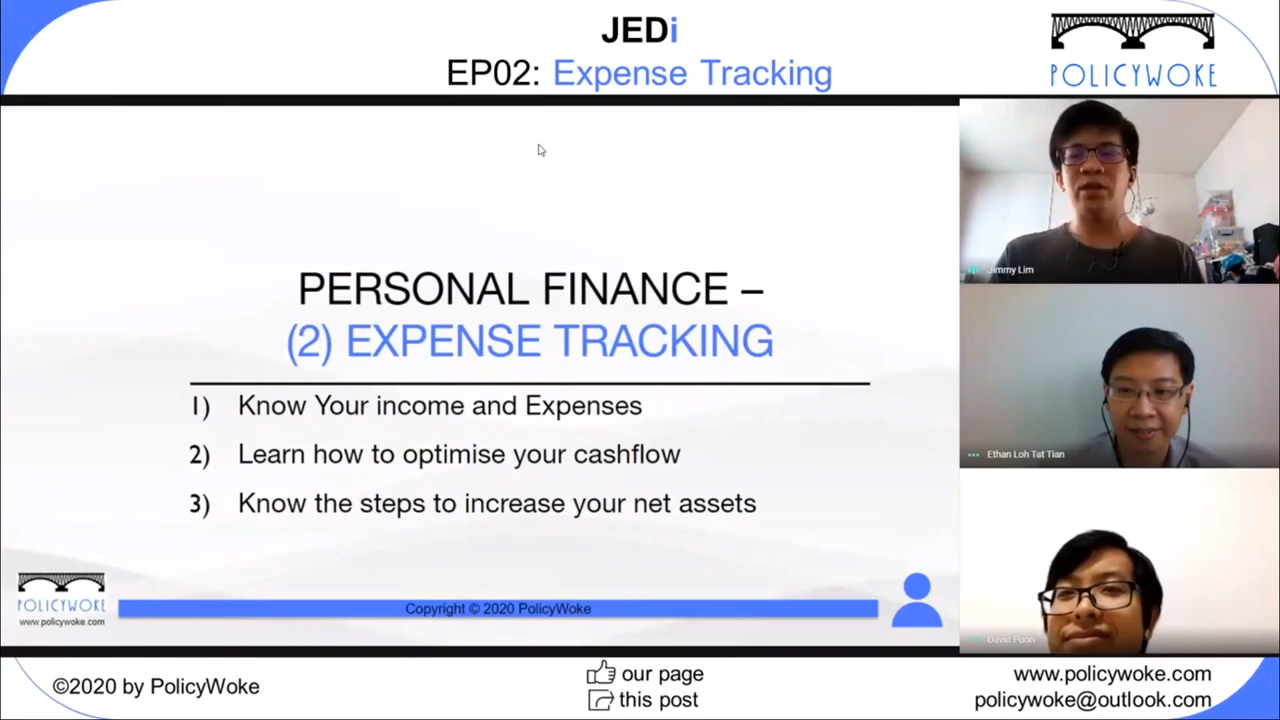 JEDi
EP02: Expense Tracking
POLICYWOKE
PERSONAL FINANCE –
(2) EXPENSE TRACKING
1) Know Your income and Expenses
2) Learn how to optimise your cashflow
3) Know the steps to increase your net assets
Jimmy Lim
Ethan Loh Tat Tian
David Poon
POLICYWOKE
www.policywoke.com
Copyright © 2020 PolicyWoke
©2020 by PolicyWoke
our page
this post
www.policywoke.com
policywoke@outlook.com